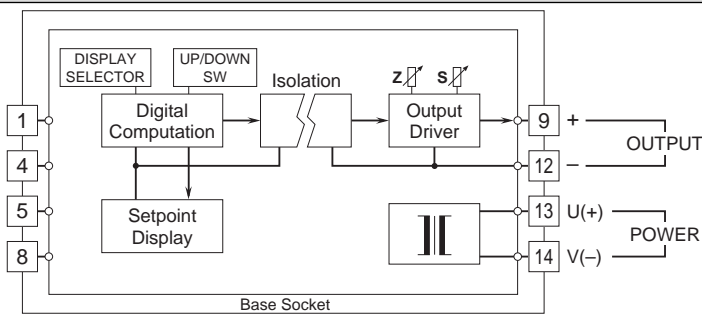 DISPLAY
SELECTOR
UP/DOWN
SW
Isolation
Z
S
1
Digital
Computation
Output
Driver
9
+
OUTPUT
4
12
–
5
Setpoint
Display
13
U(+)
POWER
8
14
V(–)
Base Socket